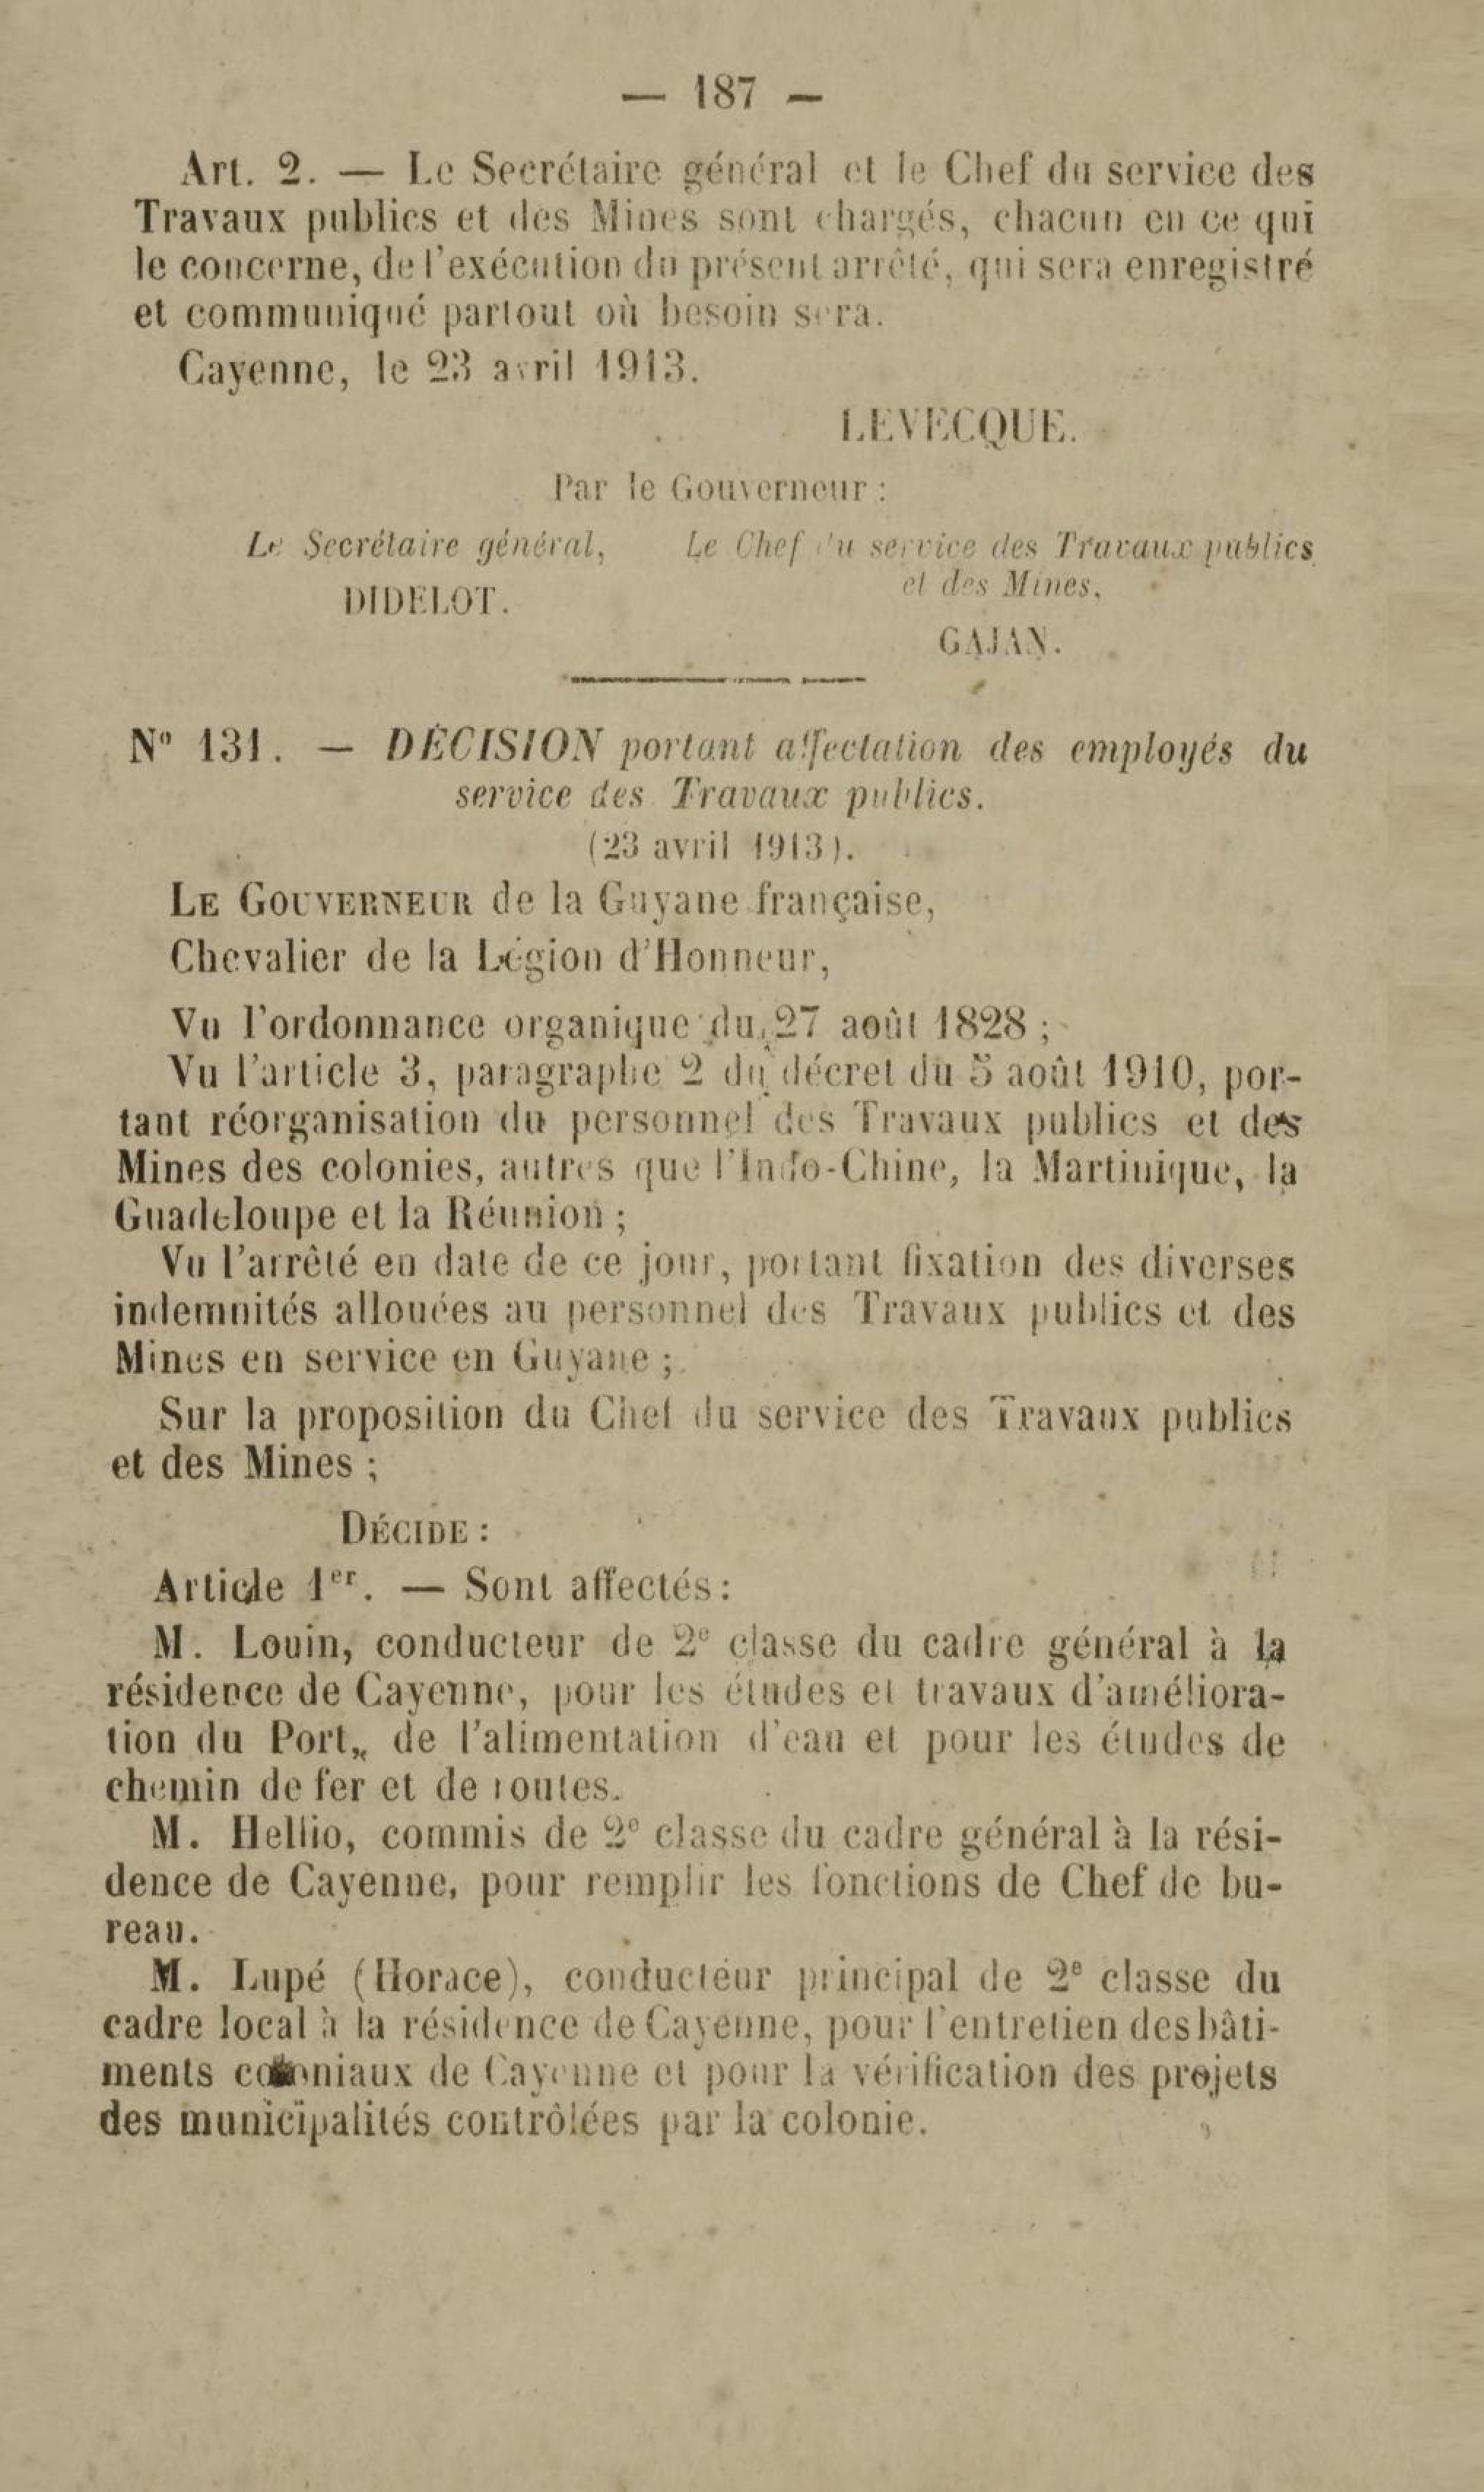 — 187 —
Art. 2. — Le Secrétaire général et le Chef du service des
Travaux publics et des Mines sont chargés, chacun en ce qui
le concerne, de l'exécution du présent arrêté, qui sera enregistré
et communiqué partout où besoin sera.
Cayenne, le 23 avril 1913.
LEVECQUE.
Par le Gouverneur :
Le Secrétaire général, Le Chef du service des Travaux publics
et des Mines,
DIDELOT.
GAJAN.
N° 131. — DÉCISION portant affectation des employés du
service des Travaux publics.
(23 avril 1913).
LE GOUVERNEUR de la Guyane française,
Chevalier de la Légion d'Honneur,
Vu l'ordonnance organique du 27 août 1828 ;
Vu l'article 3, paragraphe 2 du décret du 5 août 1910, por-
tant réorganisation du personnel des Travaux publics et des
Mines des colonies, autres que l'Indo-Chine, la Martinique, la
Guadeloupe et la Réunion ;
Vu l'arrêté en date de ce jour, portant fixation des diverses
indemnités allouées au personnel des Travaux publics et des
Mines en service en Guyane ;
Sur la proposition du Chef du service des Travaux publics
et des Mines ;
DÉCIDE :
Article 1er. — Sont affectés :
M. Louin, conducteur de 2e classe du cadre général à la
résidence de Cayenne, pour les études et travaux d'améliora-
tion du Port, de l'alimentation d'eau et pour les études de
chemin de fer et de routes.
M. Hellio, commis de 2e classe du cadre général à la rési-
dence de Cayenne, pour remplir les fonctions de Chef de bu-
reau.
M. Lupé (Horace), conducteur principal de 2e classe du
cadre local à la résidence de Cayenne, pour l'entretien des bâti-
ments coloniaux de Cayenne et pour la vérification des projets
des municipalités contrôlées par la colonie.